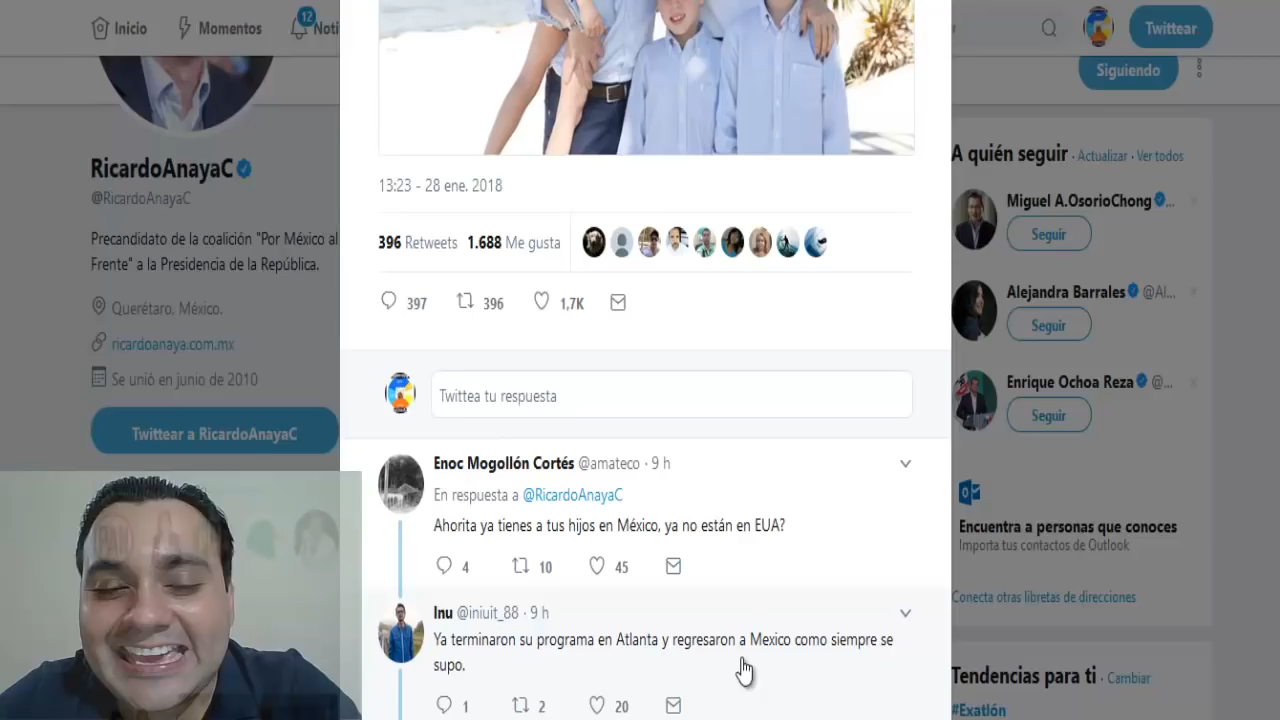 Inicio
Momentos
12
Noti
Twittear
Siguiendo
RicardoAnayaC
@RicardoAnayaC
Precandidato de la coalición "Por México al
Frente" a la Presidencia de la República.
Querétaro, México.
ricardoanaya.com.mx
Se unió en junio de 2010
Twittear a RicardoAnayaC
13:23 - 28 ene. 2018
396 Retweets 1.688 Me gusta
397 396 1,7K
Twittea tu respuesta
Enoc Mogollón Cortés @amateco · 9 h
En respuesta a @RicardoAnayaC
Ahorita ya tienes a tus hijos en México, ya no están en EUA?
4 10 45
Inu @iniuit_88 · 9 h
Ya terminaron su programa en Atlanta y regresaron a Mexico como siempre se
supo.
1 2 20
A quién seguir · Actualizar · Ver todos
Miguel A.OsorioChong ...
Seguir
Alejandra Barrales @Al...
Seguir
Enrique Ochoa Reza @...
Seguir
Encuentra a personas que conoces
Importa tus contactos de Outlook
Conecta otras libretas de direcciones
Tendencias para ti · Cambiar
#Exatlón